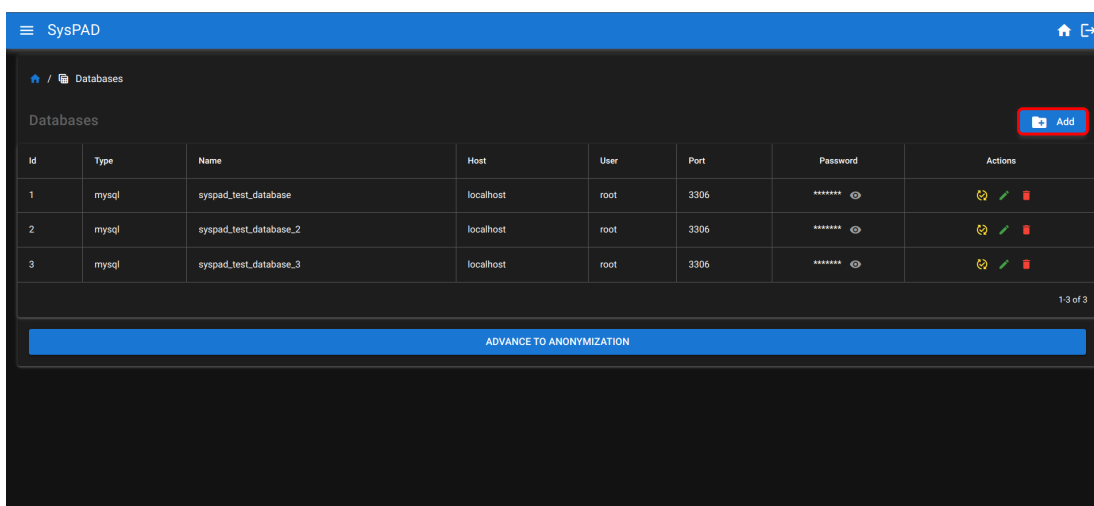 SysPAD
/ Databases
Databases
Add
Id Type Name Host User Port Password Actions
1 mysql syspad_test_database localhost root 3306 *******
2 mysql syspad_test_database_2 localhost root 3306 *******
3 mysql syspad_test_database_3 localhost root 3306 *******
1-3 of 3
ADVANCE TO ANONYMIZATION